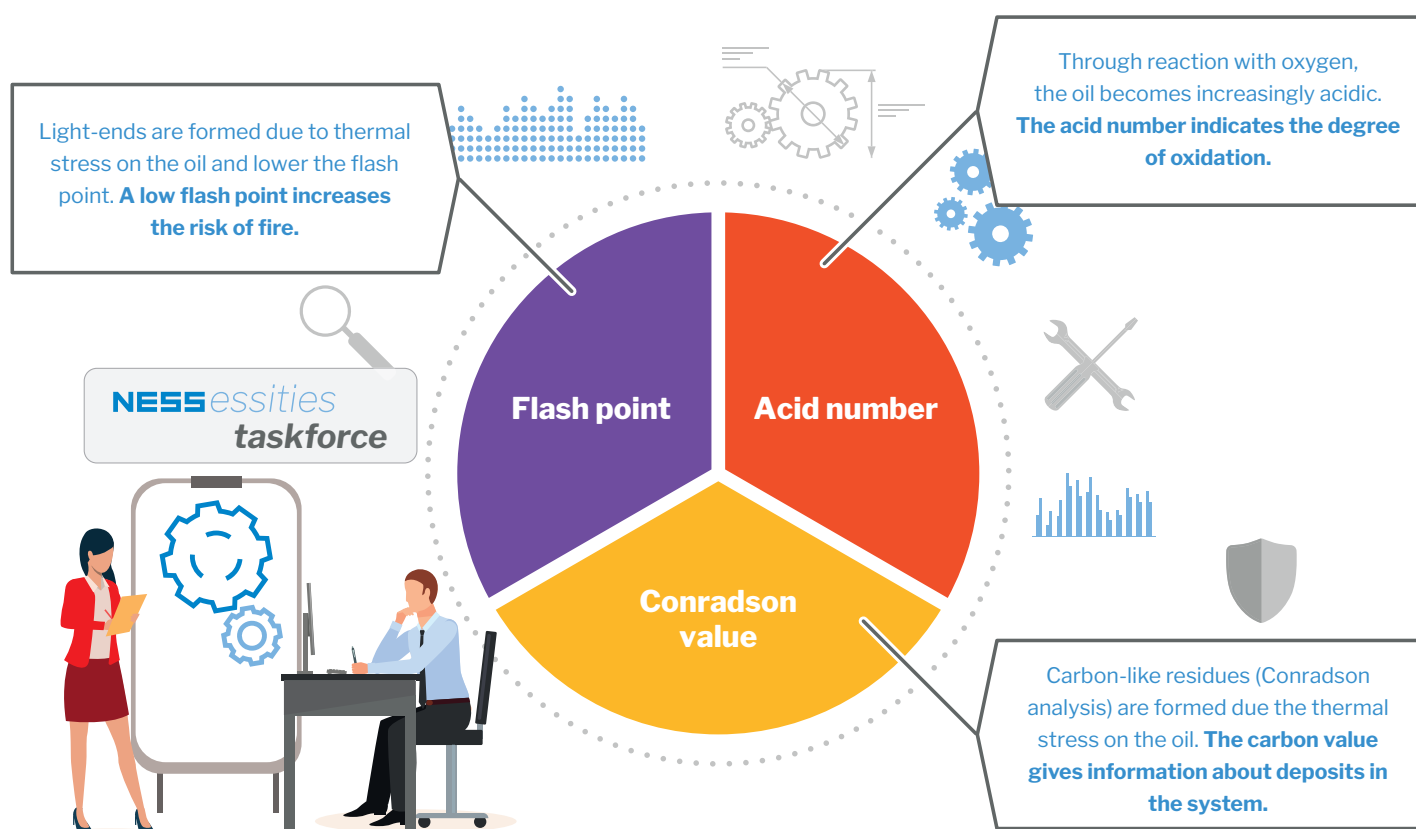 Light-ends are formed due to thermal
stress on the oil and lower the flash
point. A low flash point increases
the risk of fire.
Through reaction with oxygen,
the oil becomes increasingly acidic.
The acid number indicates the degree
of oxidation.
NESSessities
taskforce
Flash point
Acid number
Conradson
value
Carbon-like residues (Conradson
analysis) are formed due the thermal
stress on the oil. The carbon value
gives information about deposits in
the system.